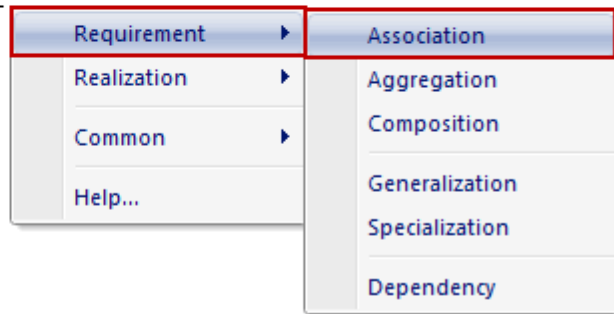 Requirement
Realization
Common
Help...
Association
Aggregation
Composition
Generalization
Specialization
Dependency